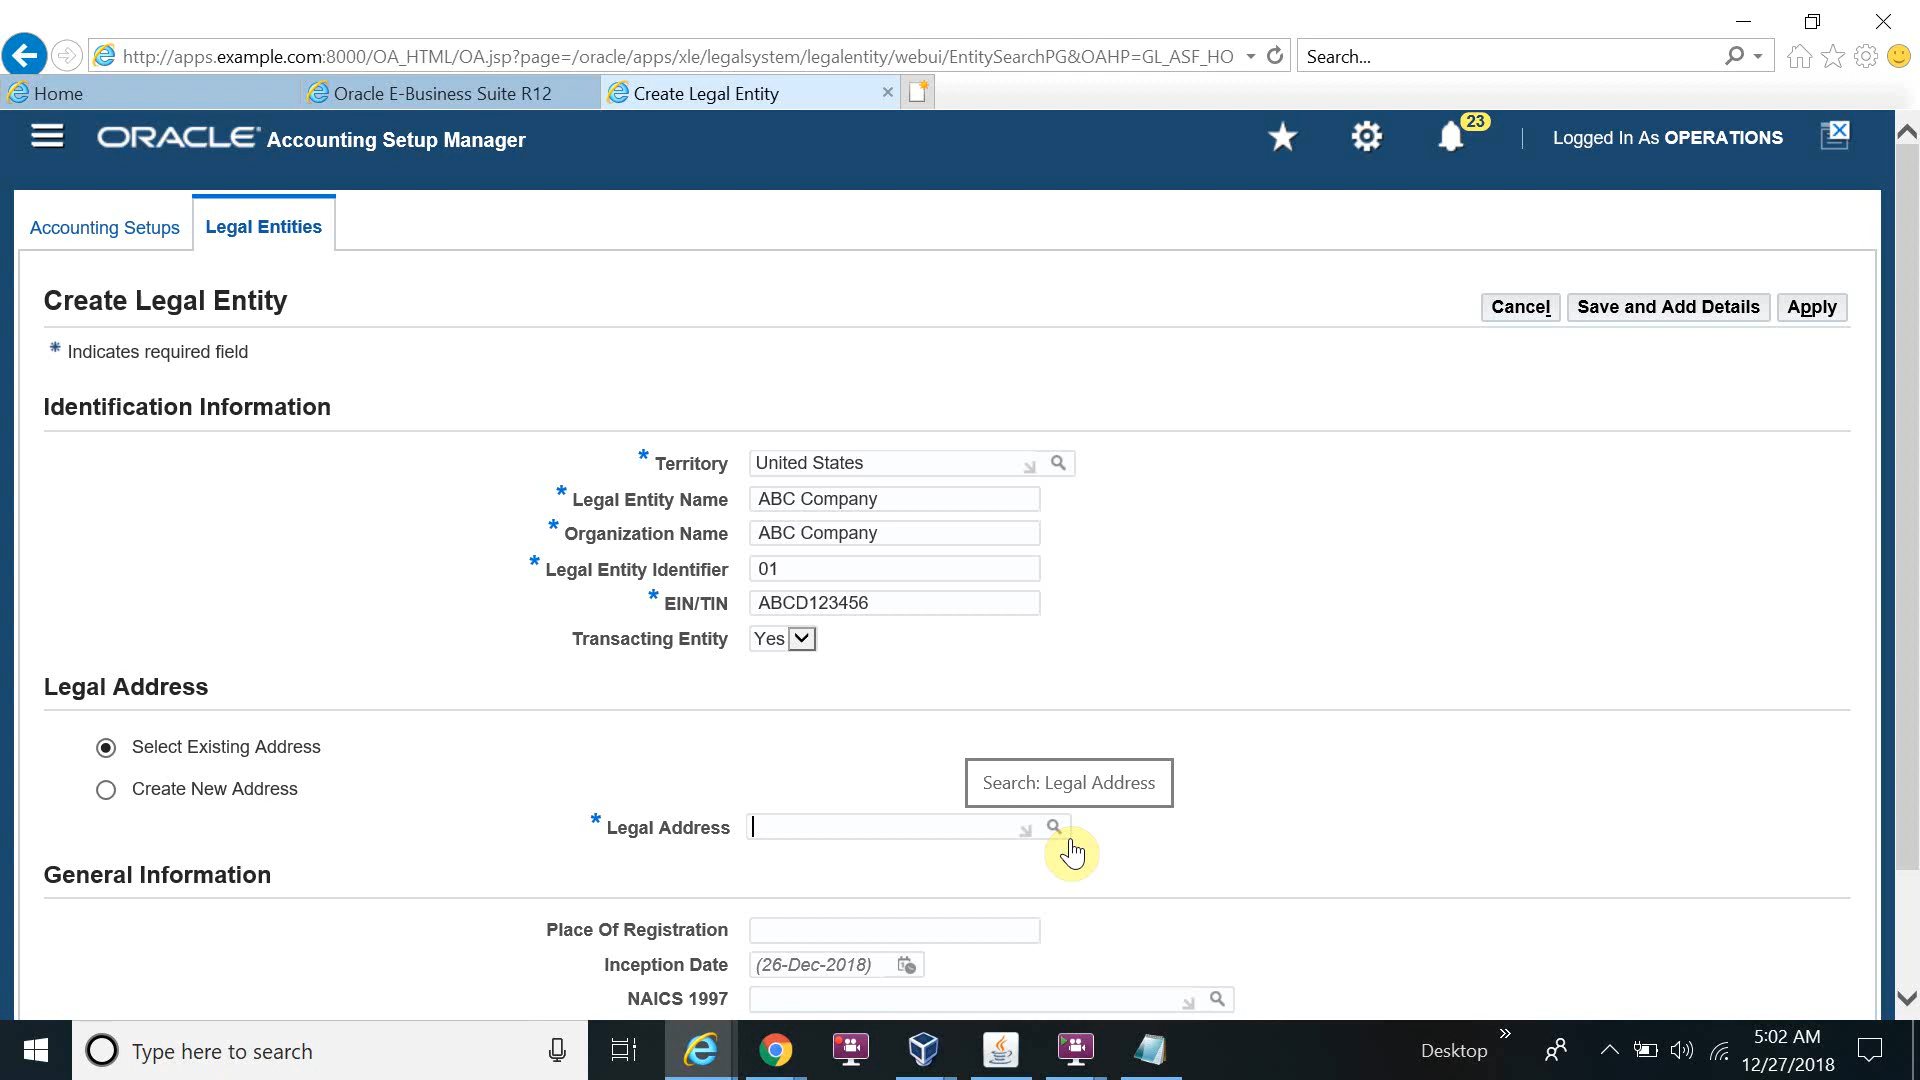 http://apps.example.com:8000/OA_HTML/OA.jsp?page=/oracle/apps/xle/legalsystem/legalentity/webui/EntitySearchPG&OAHP=GL_ASF_HO
Search...
Home
Oracle E-Business Suite R12
Create Legal Entity
ORACLE Accounting Setup Manager
23
Logged In As OPERATIONS
Accounting Setups
Legal Entities
Create Legal Entity
Cancel
Save and Add Details
Apply
* Indicates required field
Identification Information
* Territory United States
* Legal Entity Name ABC Company
* Organization Name ABC Company
* Legal Entity Identifier 01
* EIN/TIN ABCD123456
Transacting Entity Yes
Legal Address
Select Existing Address
Create New Address
Search: Legal Address
* Legal Address
General Information
Place Of Registration
Inception Date (26-Dec-2018)
NAICS 1997
Type here to search
Desktop
5:02 AM
12/27/2018